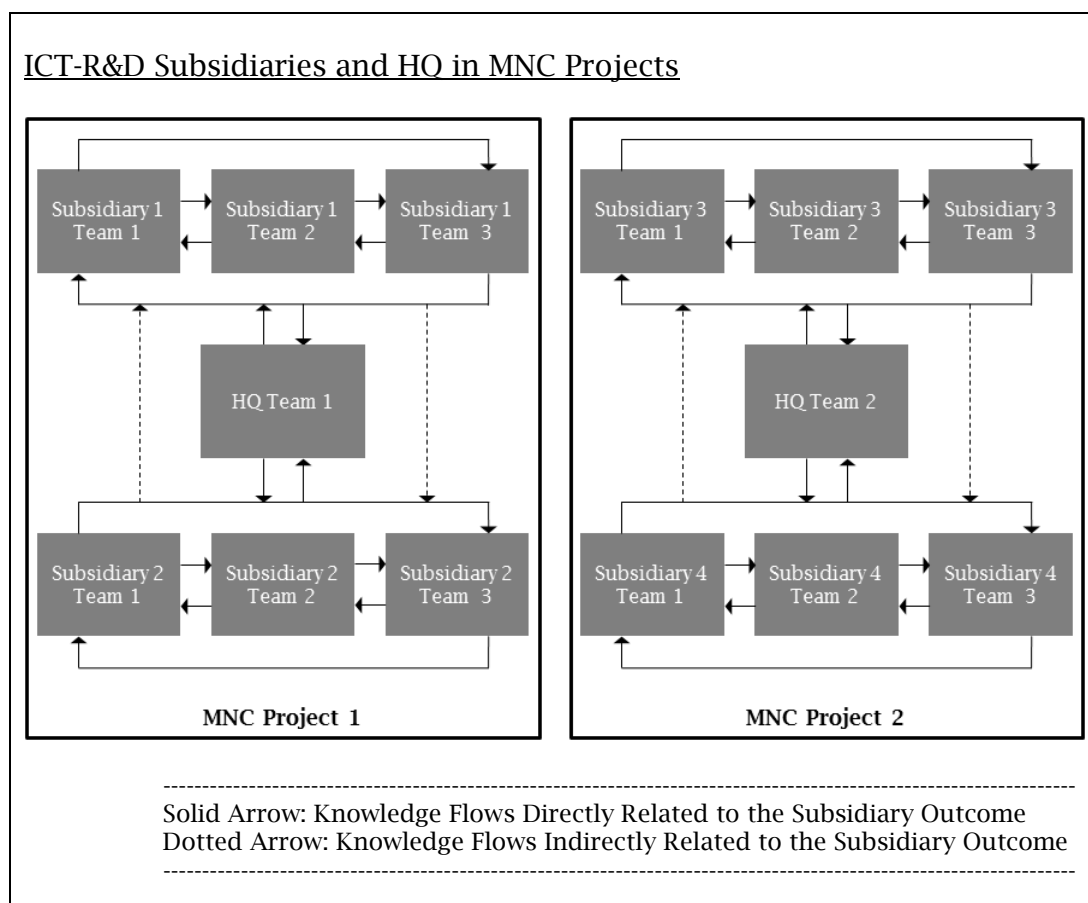 ICT-R&D Subsidiaries and HQ in MNC Projects
Subsidiary 1
Team 1
Subsidiary 1
Team 2
Subsidiary 1
Team 3
HQ Team 1
Subsidiary 2
Team 1
Subsidiary 2
Team 2
Subsidiary 2
Team 3
MNC Project 1
Subsidiary 3
Team 1
Subsidiary 3
Team 2
Subsidiary 3
Team 3
HQ Team 2
Subsidiary 4
Team 1
Subsidiary 4
Team 2
Subsidiary 4
Team 3
MNC Project 2
Solid Arrow: Knowledge Flows Directly Related to the Subsidiary Outcome
Dotted Arrow: Knowledge Flows Indirectly Related to the Subsidiary Outcome